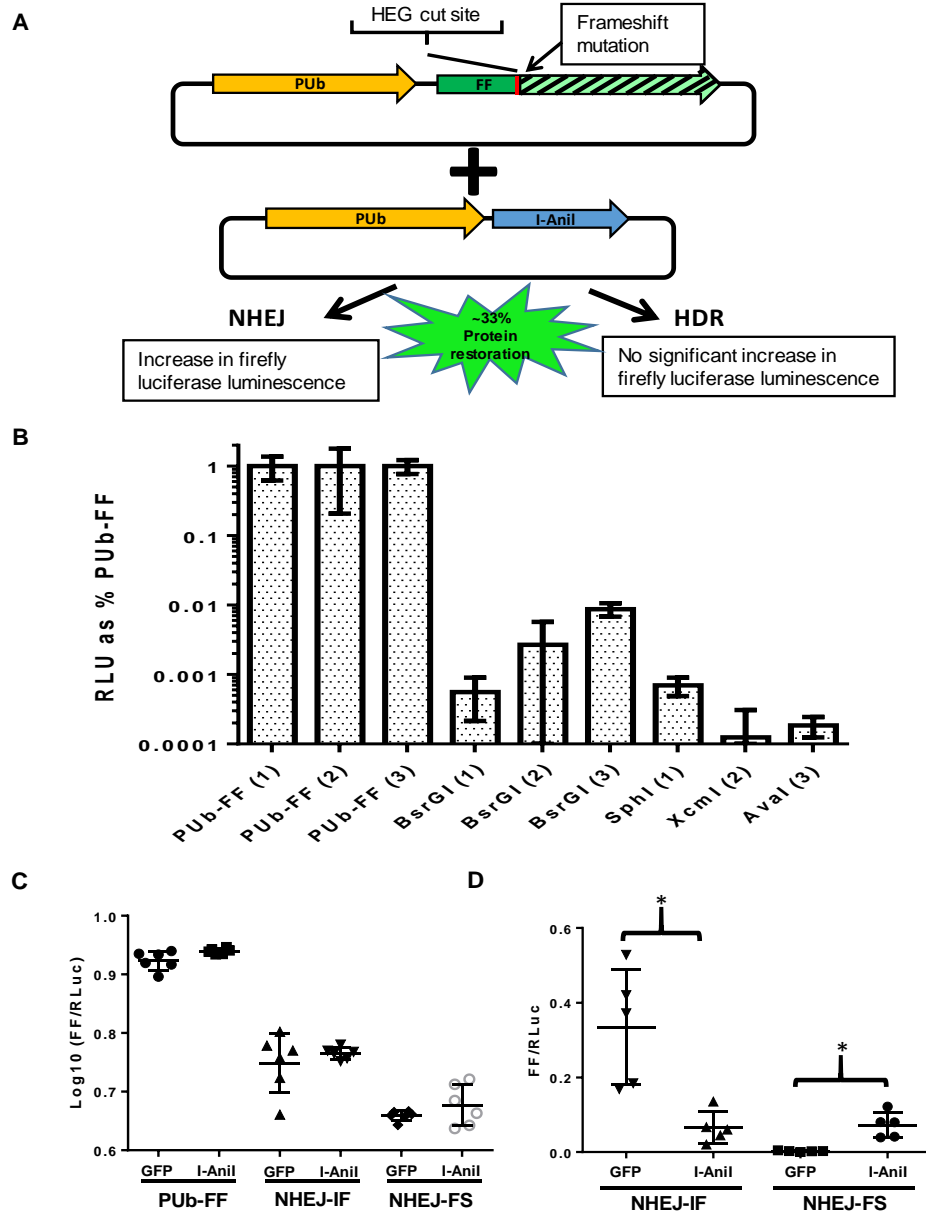 A
HEG cut site
Frameshift
mutation
PUb
FF
PUb
I-AniI
NHEJ
HDR
~33%
Protein
restoration
Increase in firefly
luciferase luminescence
No significant increase in
firefly luciferase luminescence
B
RLU as % PUb-FF
1
0.1
0.01
0.001
0.0001
PUb-FF (1)
PUb-FF (2)
PUb-FF (3)
BsrGI (1)
BsrGI (2)
BsrGI (3)
SphI (1)
XcmI (2)
AvaI (3)
C
Log10 (FF/RLuc)
1.0
0.9
0.8
0.7
0.6
GFP I-AniI GFP I-AniI GFP I-AniI
PUb-FF NHEJ-IF NHEJ-FS
D
FF/RLuc
0.6
0.4
0.2
0.0
* *
GFP I-AniI GFP I-AniI
NHEJ-IF NHEJ-FS